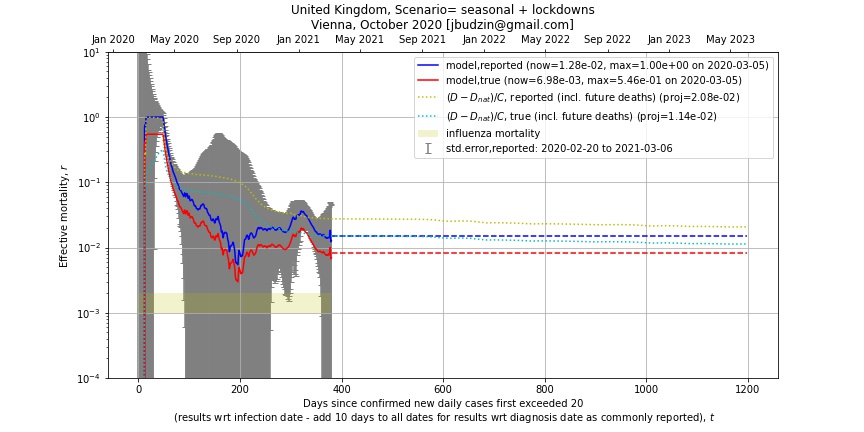 United Kingdom, Scenario= seasonal + lockdowns
Vienna, October 2020 [jbudzin@gmail.com]
Jan 2020 May 2020 Sep 2020 Jan 2021 May 2021 Sep 2021 Jan 2022 May 2022 Sep 2022 Jan 2023 May 2023
model,reported (now=1.28e-02, max=1.00e+00 on 2020-03-05)
model,true (now=6.98e-03, max=5.46e-01 on 2020-03-05)
(D − D_nat)/C, reported (incl. future deaths) (proj=2.08e-02)
(D − D_nat)/C, true (incl. future deaths) (proj=1.14e-02)
influenza mortality
std.error,reported: 2020-02-20 to 2021-03-06
Effective mortality, r
10¹
10⁰
10⁻¹
10⁻²
10⁻³
10⁻⁴
0 200 400 600 800 1000 1200
Days since confirmed new daily cases first exceeded 20
(results wrt infection date - add 10 days to all dates for results wrt diagnosis date as commonly reported), t